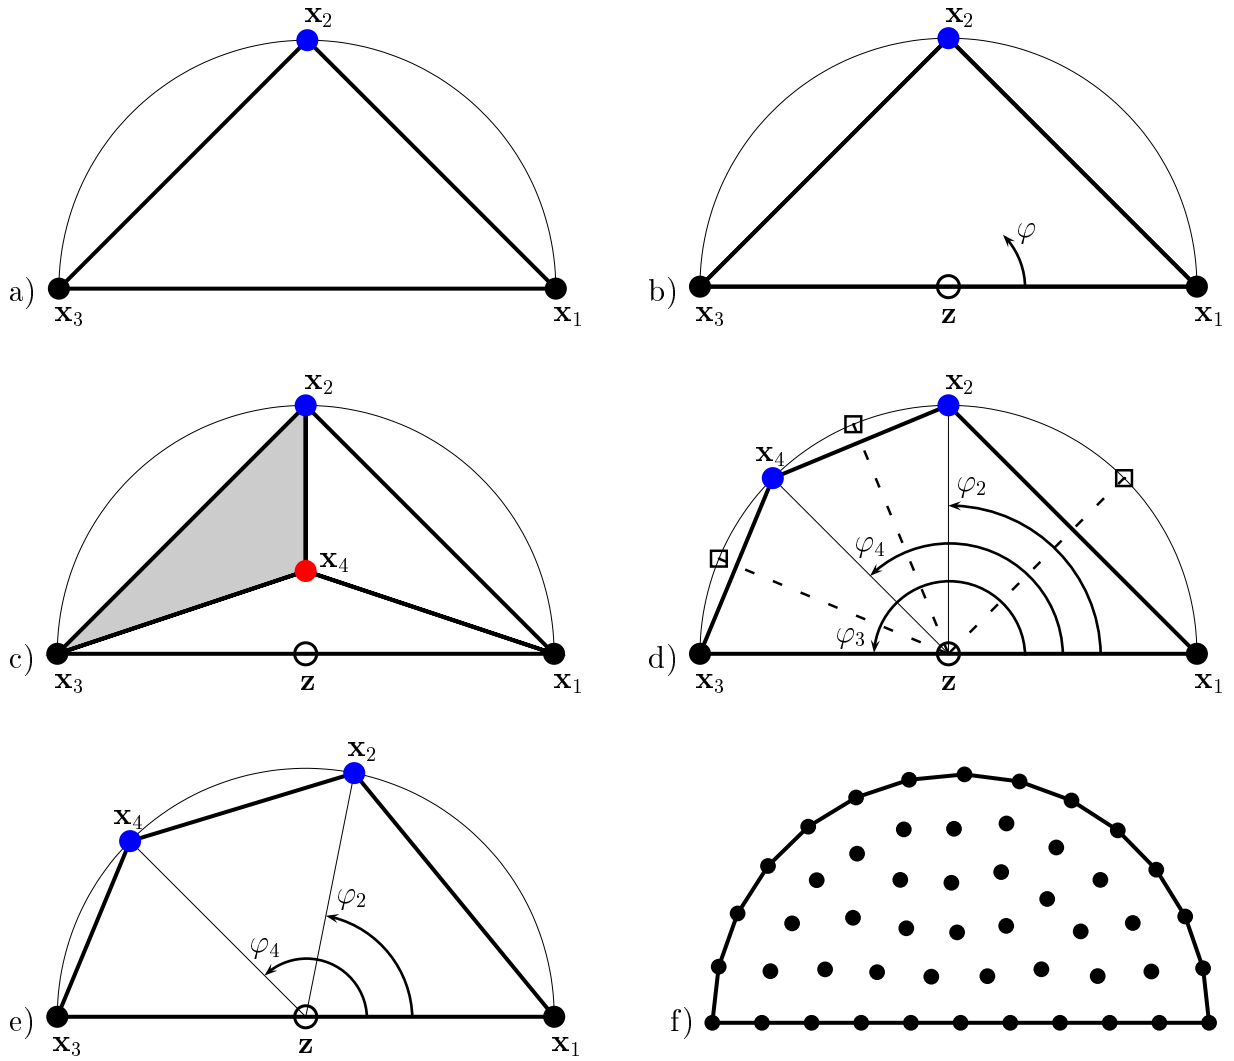 x₂
a)
x₃
x₁
x₂
φ
b)
x₃
z
x₁
x₂
x₄
c)
x₃
z
x₁
x₂
x₄
φ₂
φ₄
φ₃
d)
x₃
z
x₁
x₂
x₄
φ₂
φ₄
e)
x₃
z
x₁
f)